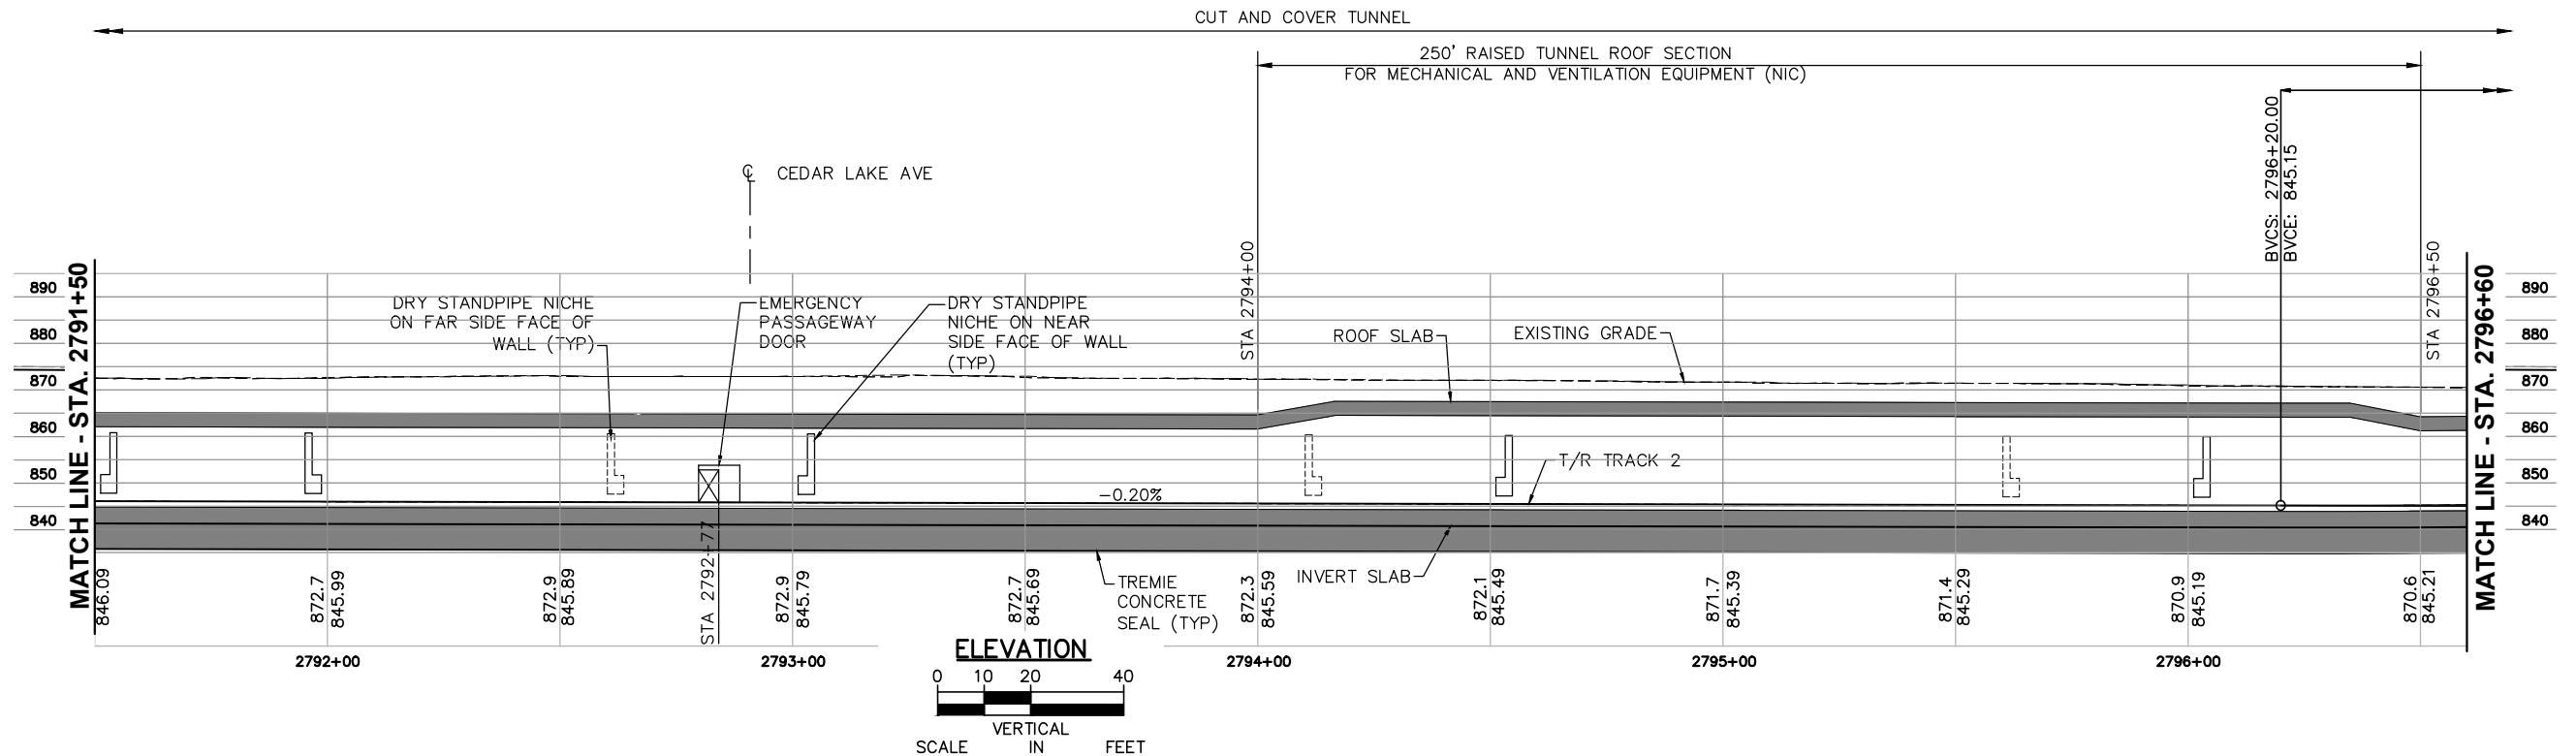 CUT AND COVER TUNNEL
250' RAISED TUNNEL ROOF SECTION
FOR MECHANICAL AND VENTILATION EQUIPMENT (NIC)
BVCS: 2796+20.00
BVCE: 845.15
℄ CEDAR LAKE AVE
STA 2794+00
STA 2796+50
MATCH LINE - STA. 2791+50
MATCH LINE - STA. 2796+60
890
880
870
860
850
840
890
880
870
860
850
840
DRY STANDPIPE NICHE
ON FAR SIDE FACE OF
WALL (TYP)
EMERGENCY
PASSAGEWAY
DOOR
DRY STANDPIPE
NICHE ON NEAR
SIDE FACE OF WALL
(TYP)
ROOF SLAB
EXISTING GRADE
T/R TRACK 2
-0.20%
STA 2792+77
TREMIE
CONCRETE
SEAL (TYP)
INVERT SLAB
846.09
872.7
845.99
872.9
845.89
872.9
845.79
872.7
845.69
872.3
845.59
872.1
845.49
871.7
845.39
871.4
845.29
870.9
845.19
870.6
845.21
2792+00
2793+00
2794+00
2795+00
2796+00
ELEVATION
0 10 20 40
VERTICAL
SCALE IN FEET